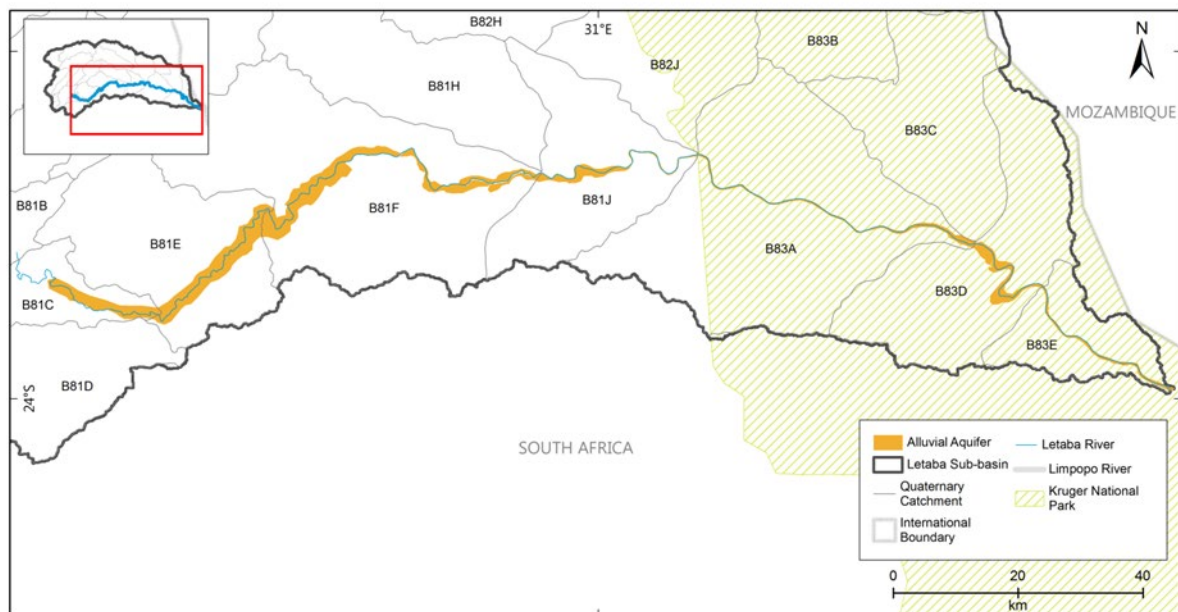 B82H
31°E
N
B83B
B82J
B81H
MOZAMBIQUE
B83C
B81B
B81F
B81J
B81E
B83A
B81C
B83D
B83E
B81D
24°S
SOUTH AFRICA
Alluvial Aquifer
Letaba Sub-basin
Quaternary
Catchment
International
Boundary
Letaba River
Limpopo River
Kruger National
Park
0 20 40
km